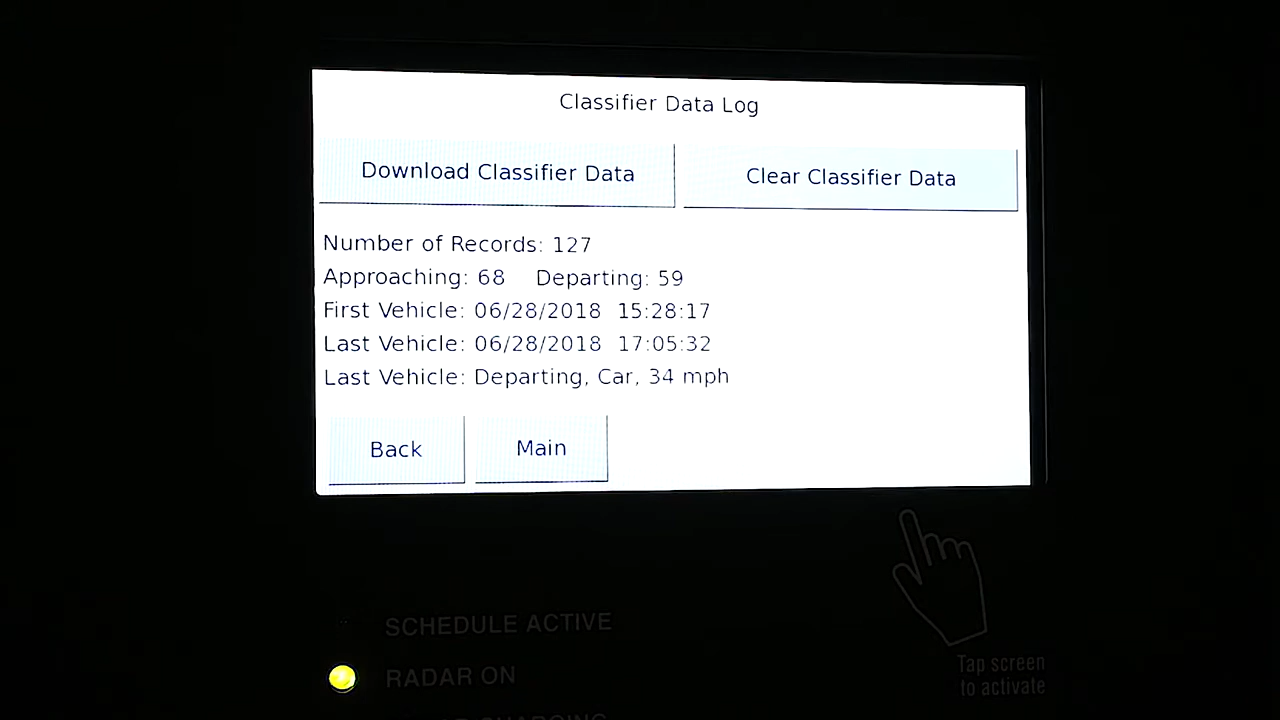 Classifier Data Log
Download Classifier Data
Clear Classifier Data
Number of Records: 127
Approaching: 68 Departing: 59
First Vehicle: 06/28/2018 15:28:17
Last Vehicle: 06/28/2018 17:05:32
Last Vehicle: Departing, Car, 34 mph
Back
Main
SCHEDULE ACTIVE
RADAR ON
Tap screen
to activate